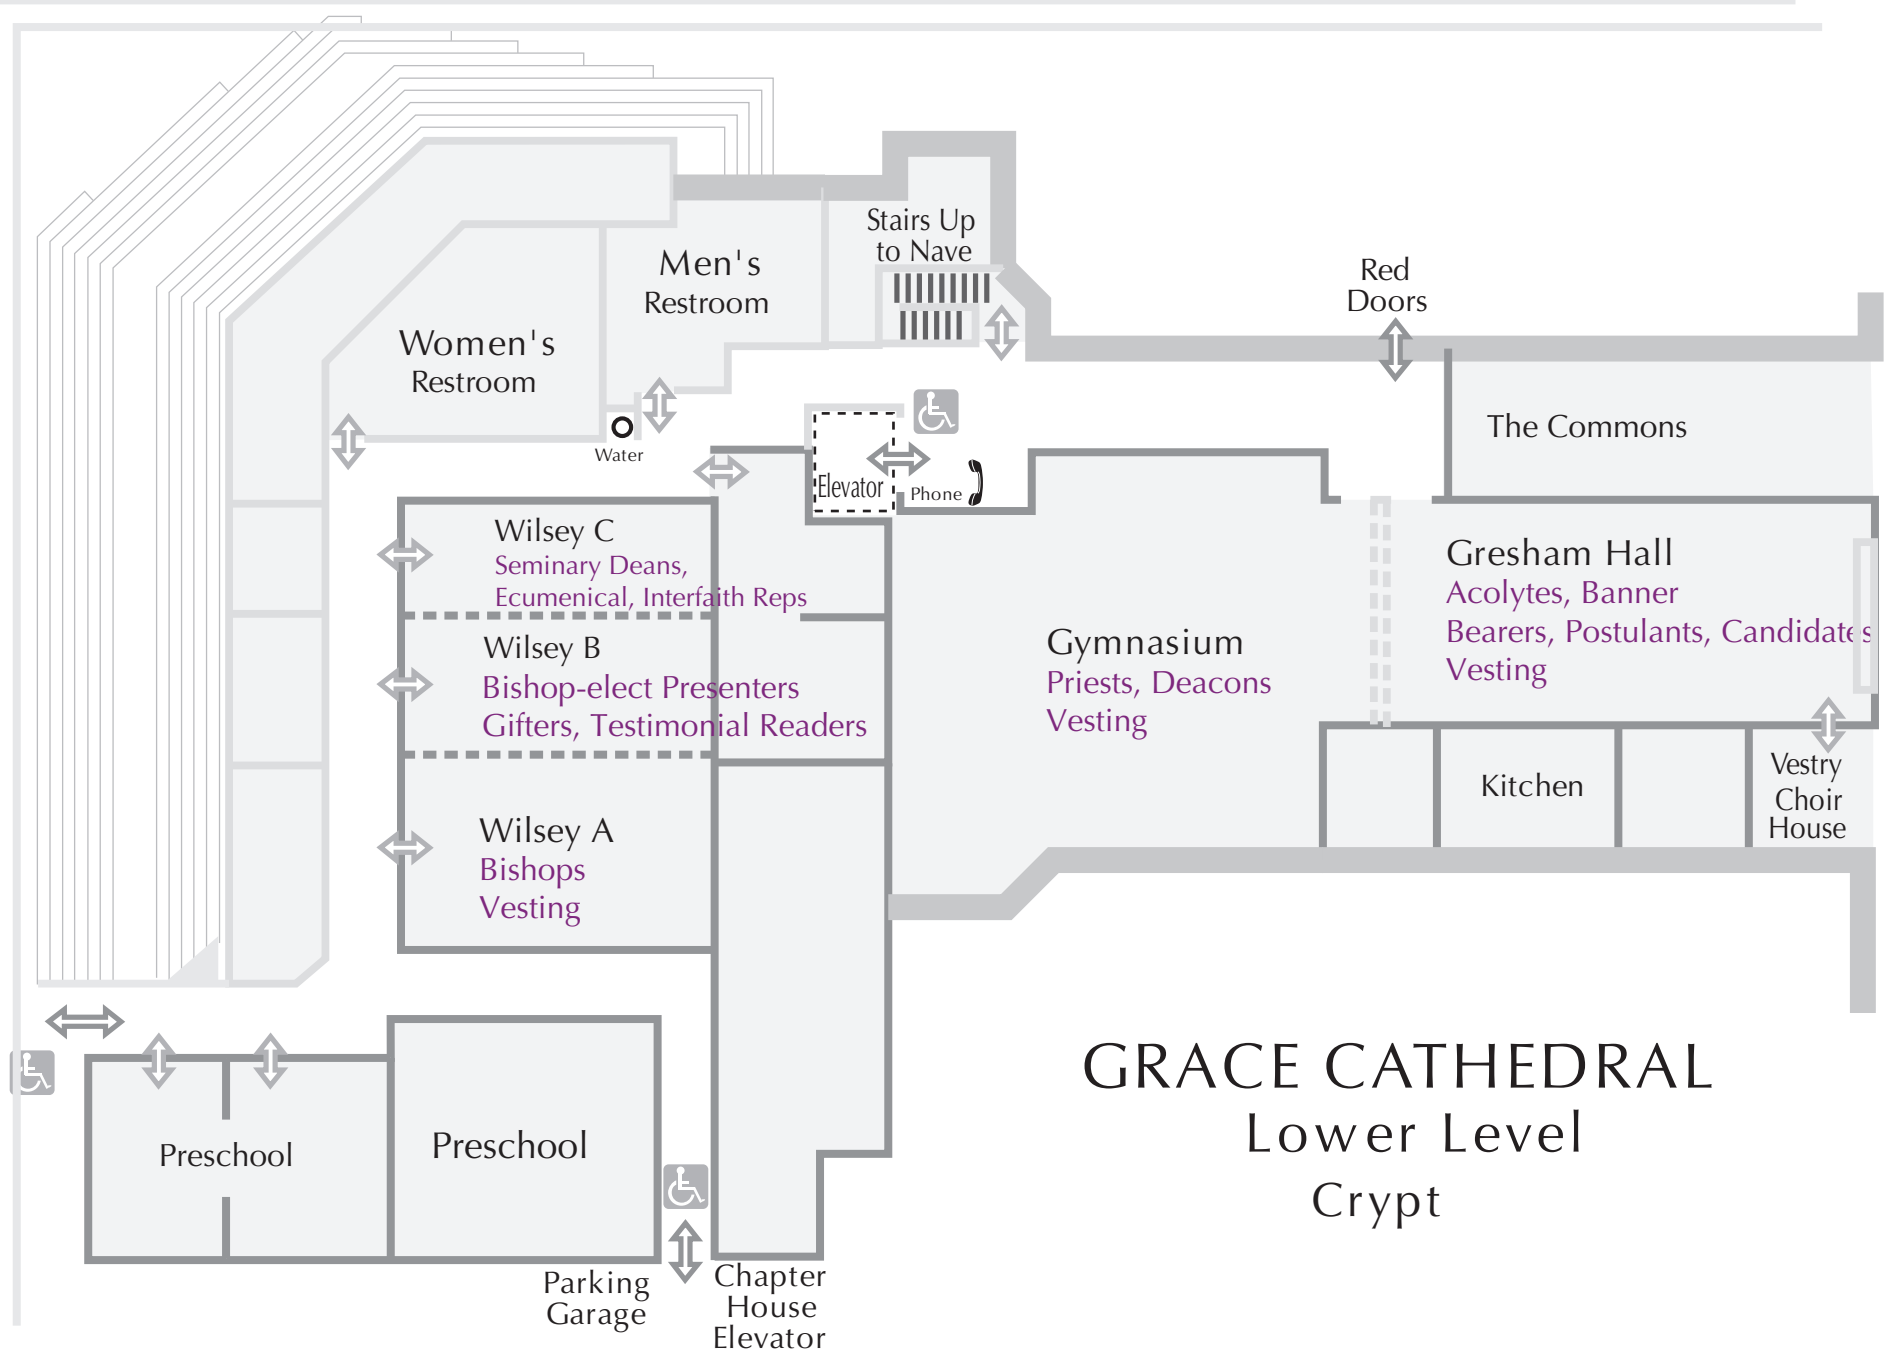 Stairs Up
to Nave
Men's
Restroom
Red
Doors
Women's
Restroom
The Commons
Water
Elevator
Phone
Wilsey C
Seminary Deans,
Ecumenical, Interfaith Reps
Gresham Hall
Acolytes, Banner
Bearers, Postulants, Candidates
Vesting
Wilsey B
Bishop-elect Presenters
Gifters, Testimonial Readers
Gymnasium
Priests, Deacons
Vesting
Wilsey A
Bishops
Vesting
Kitchen
Vestry
Choir
House
GRACE CATHEDRAL
Lower Level
Crypt
Preschool
Preschool
Parking
Garage
Chapter
House
Elevator